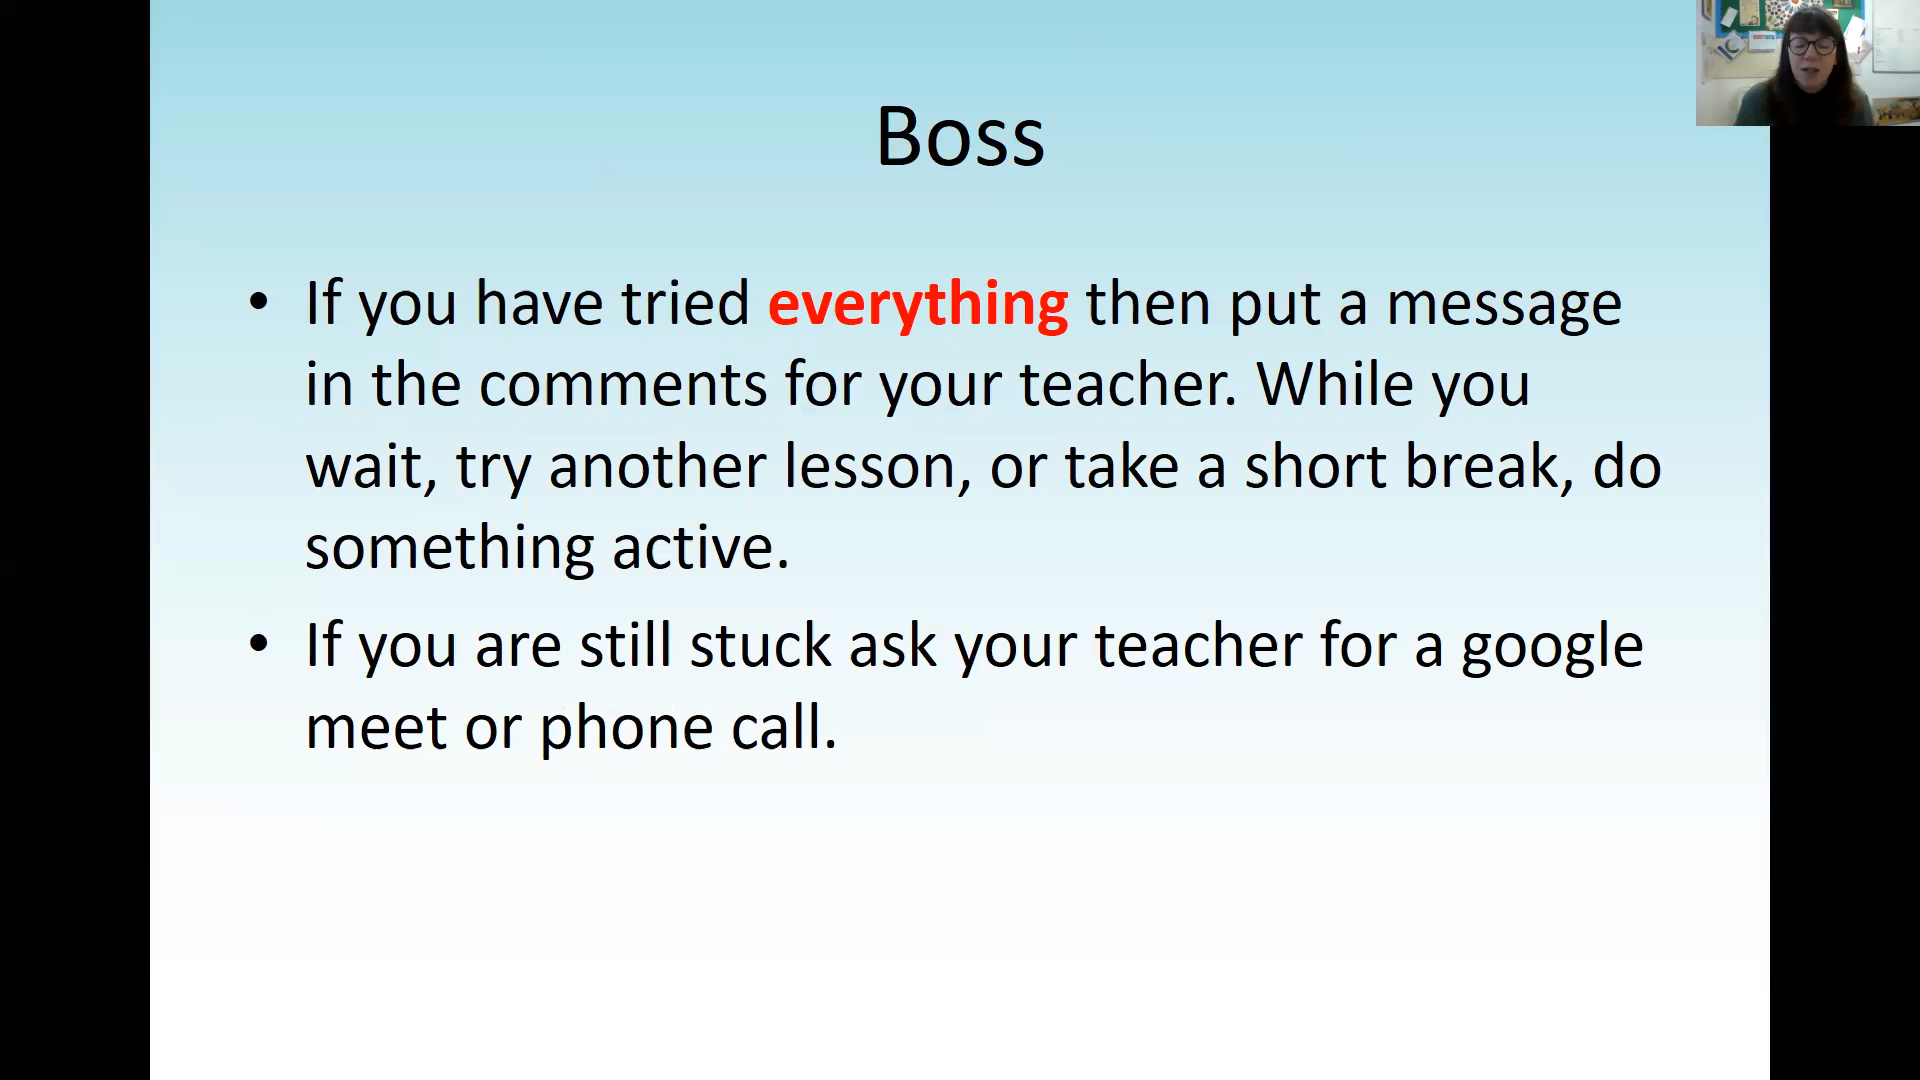 Boss
• If you have tried everything then put a message
in the comments for your teacher. While you
wait, try another lesson, or take a short break, do
something active.
• If you are still stuck ask your teacher for a google
meet or phone call.